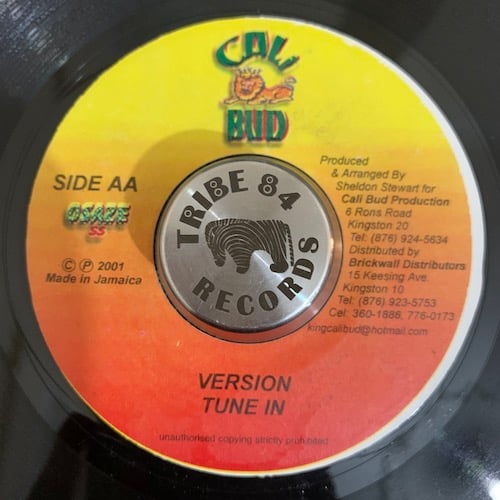 CALI
BUD
SIDE AA
OSAFE
SS
© ℗ 2001
Made in Jamaica
TRIBE 84
RECORDS
Produced
& Arranged By
Sheldon Stewart for
Cali Bud Production
6 Rons Road
Kingston 20
Tel: (876) 924-5634
Distributed by
Brickwall Distributors
15 Keesing Ave.
Kingston 10
Tel: (876) 923-5753
Cel: 360-1886, 776-0173
kingcalibud@hotmail.com
VERSION
TUNE IN
unauthorised copying strictly prohibited